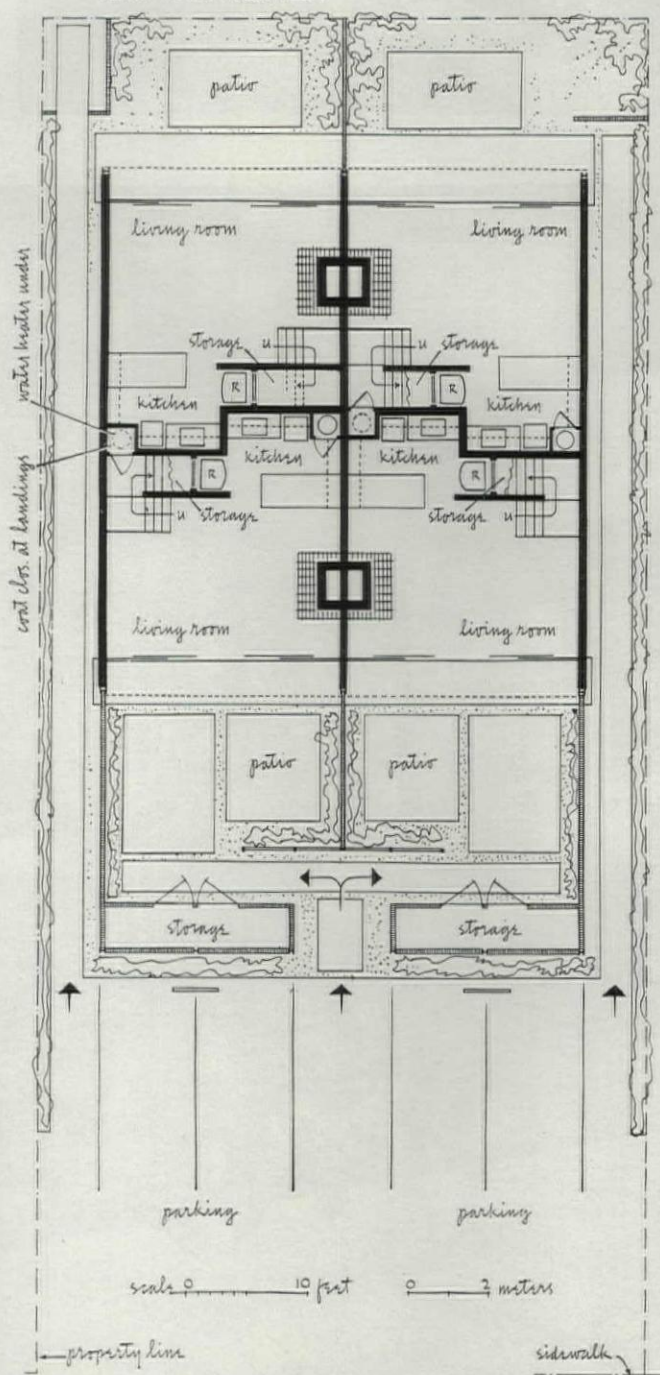 patio
patio
living room
living room
water heater under
coat clos. at landings
storage
u
u
storage
R
R
kitchen
kitchen
kitchen
kitchen
R
R
u
storage
storage
u
living room
living room
patio
patio
storage
storage
parking
parking
scale 0 10 feet
0 2 meters
property line
sidewalk